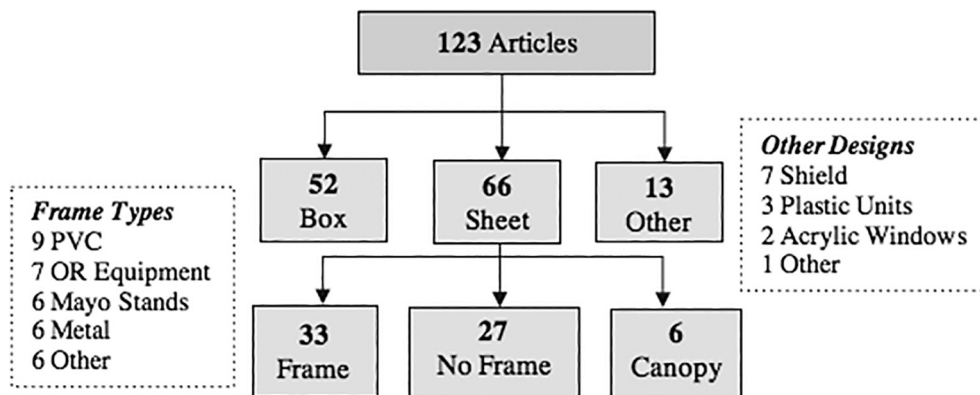 123 Articles
52
Box
66
Sheet
13
Other
Other Designs
7 Shield
3 Plastic Units
2 Acrylic Windows
1 Other
Frame Types
9 PVC
7 OR Equipment
6 Mayo Stands
6 Metal
6 Other
33
Frame
27
No Frame
6
Canopy